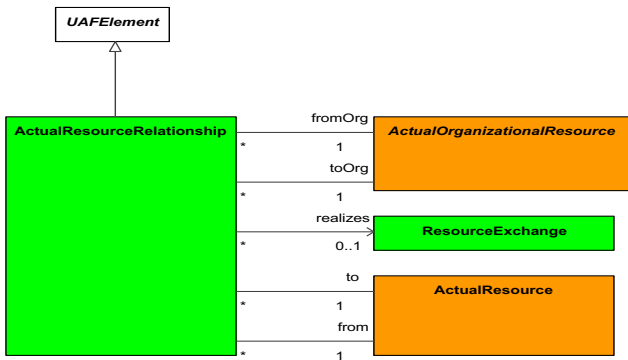 UAFElement
ActualResourceRelationship
fromOrg
ActualOrganizationalResource
* 1
toOrg
* 1
realizes
ResourceExchange
* 0..1
to
ActualResource
* 1
from
* 1